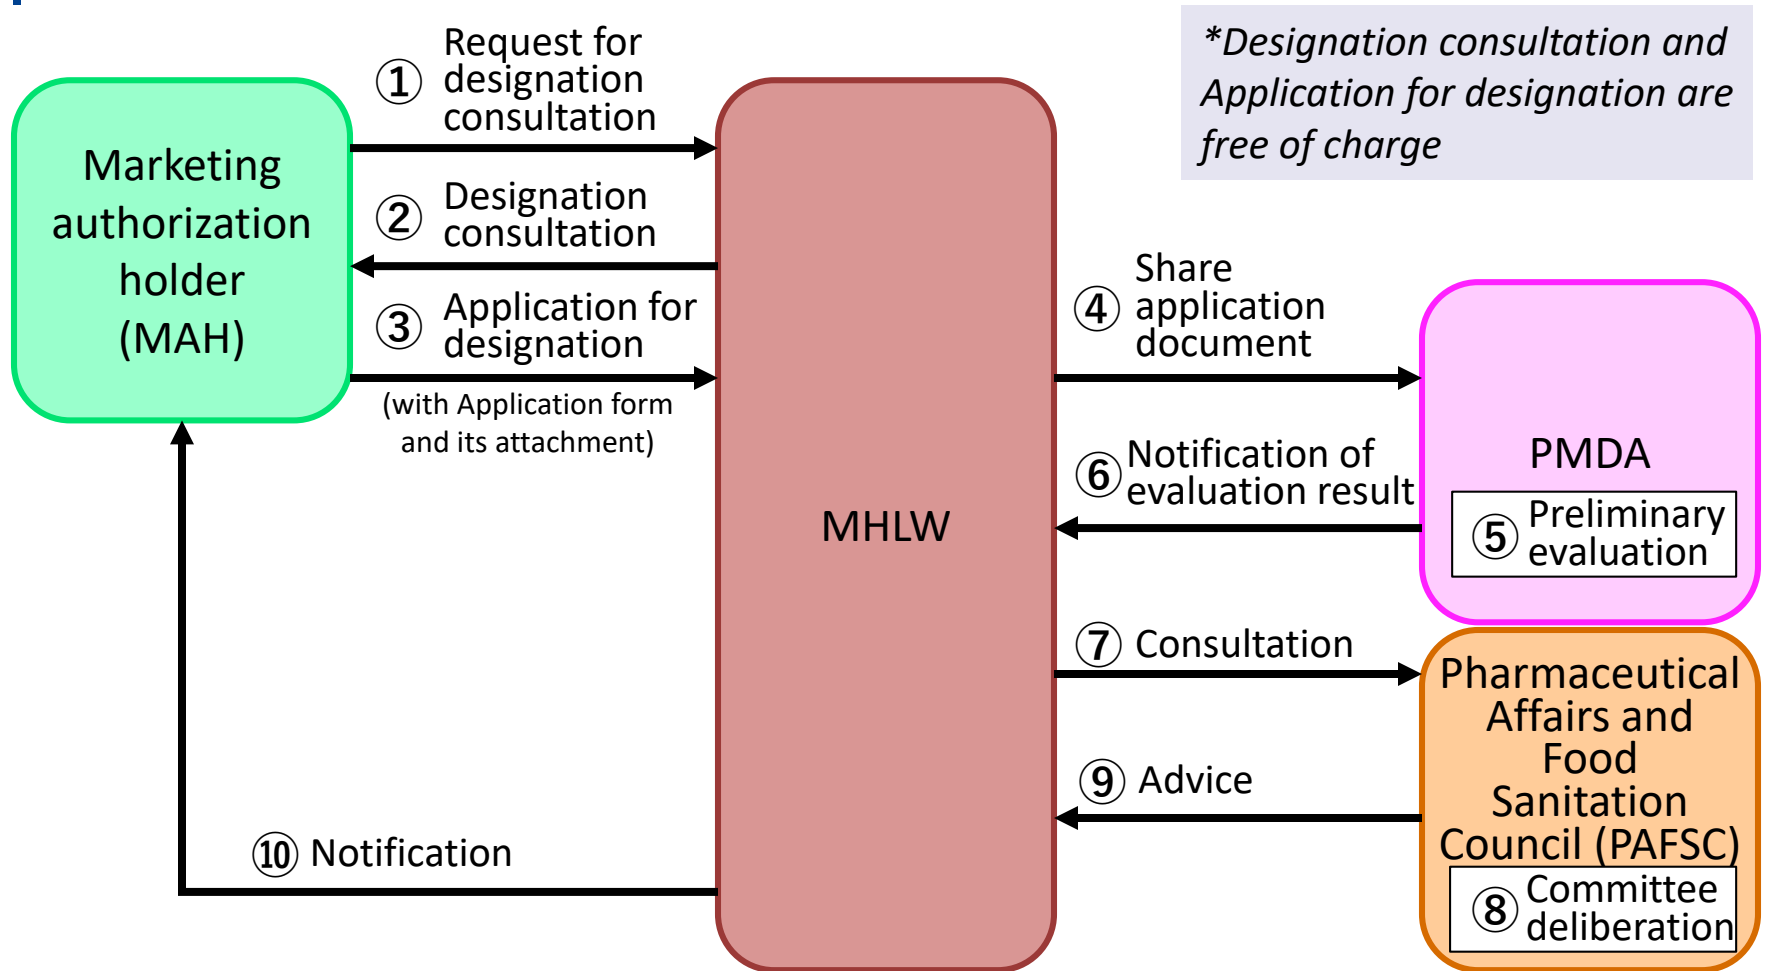 Marketing
authorization
holder
(MAH)
① Request for
designation
consultation
② Designation
consultation
③ Application for
designation
(with Application form
and its attachment)
MHLW
*Designation consultation and
Application for designation are
free of charge
④ Share
application
document
PMDA
⑤ Preliminary
evaluation
⑥ Notification of
evaluation result
⑦ Consultation
Pharmaceutical
Affairs and
Food
Sanitation
Council (PAFSC)
⑧ Committee
deliberation
⑨ Advice
⑩ Notification